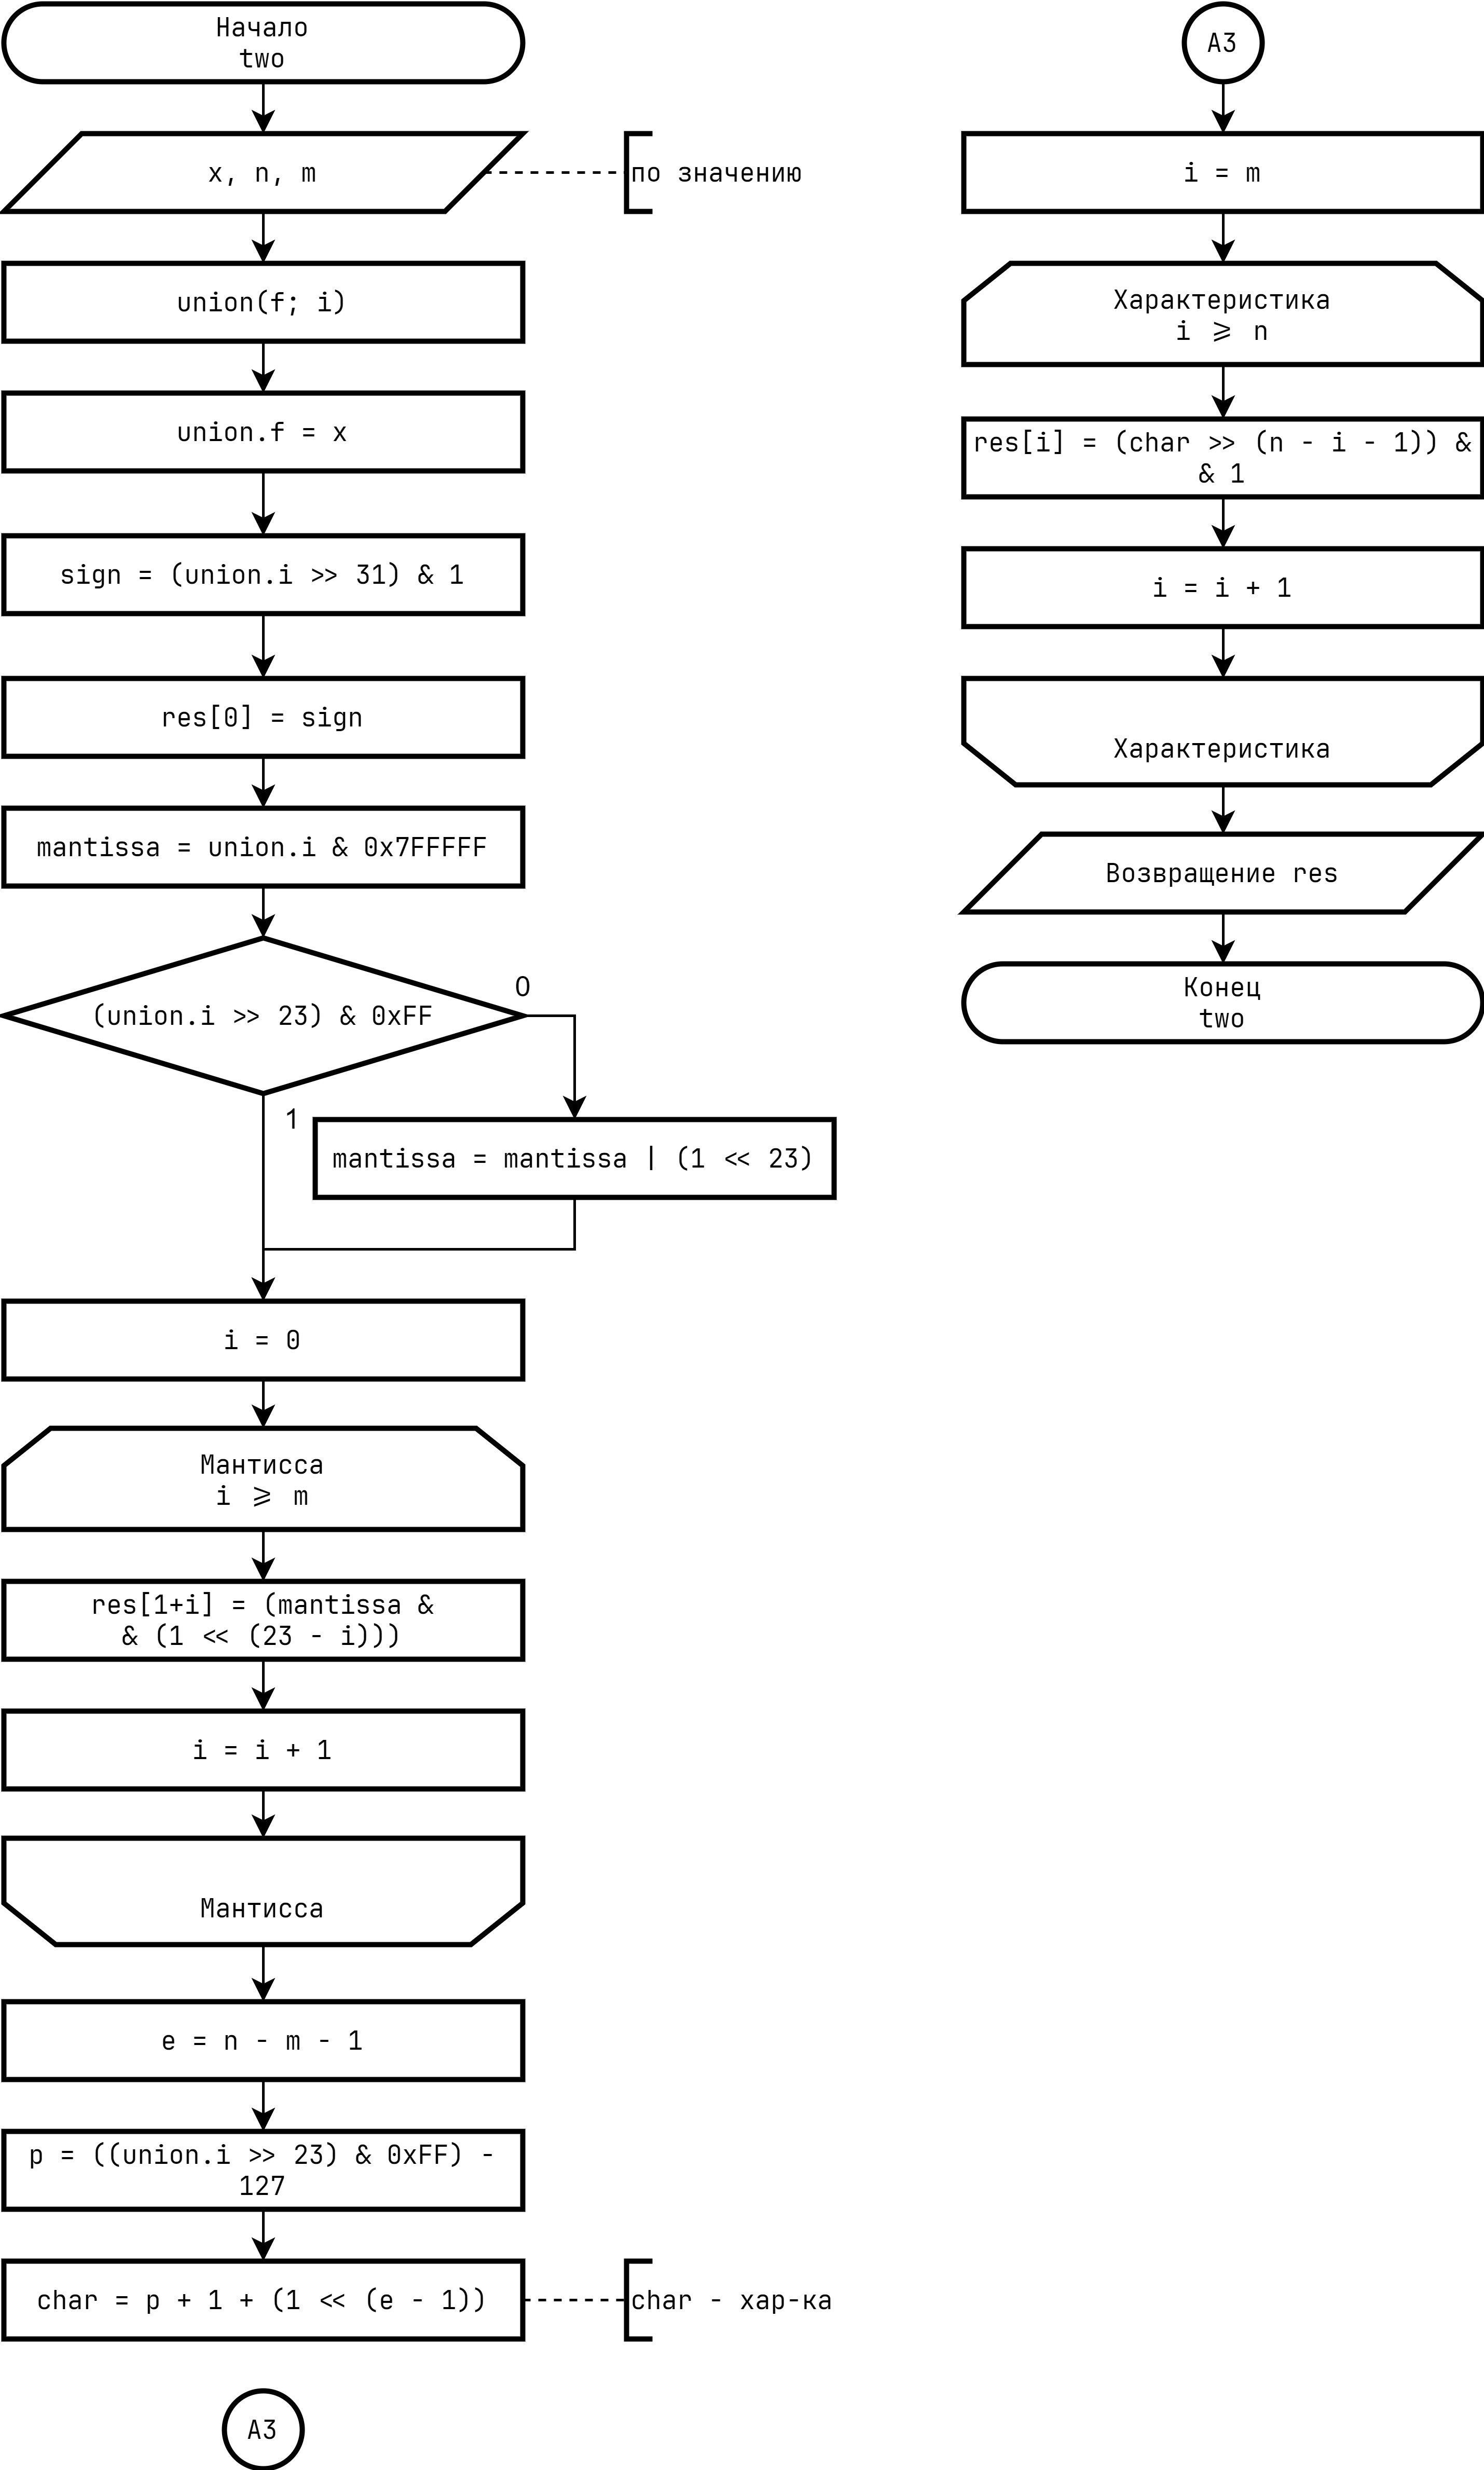 Начало
two
x, n, m
по значению
union(f; i)
union.f = x
sign = (union.i >> 31) & 1
res[0] = sign
mantissa = union.i & 0x7FFFFF
(union.i >> 23) & 0xFF
0
1
mantissa = mantissa | (1 << 23)
i = 0
Мантисса
i ⩾ m
res[1+i] = (mantissa &
& (1 << (23 - i)))
i = i + 1
Мантисса
e = n - m - 1
p = ((union.i >> 23) & 0xFF) -
127
char = p + 1 + (1 << (e - 1))
char - хар-ка
А3
А3
i = m
Характеристика
i ⩾ n
res[i] = (char >> (n - i - 1)) &
& 1
i = i + 1
Характеристика
Возвращение res
Конец
two